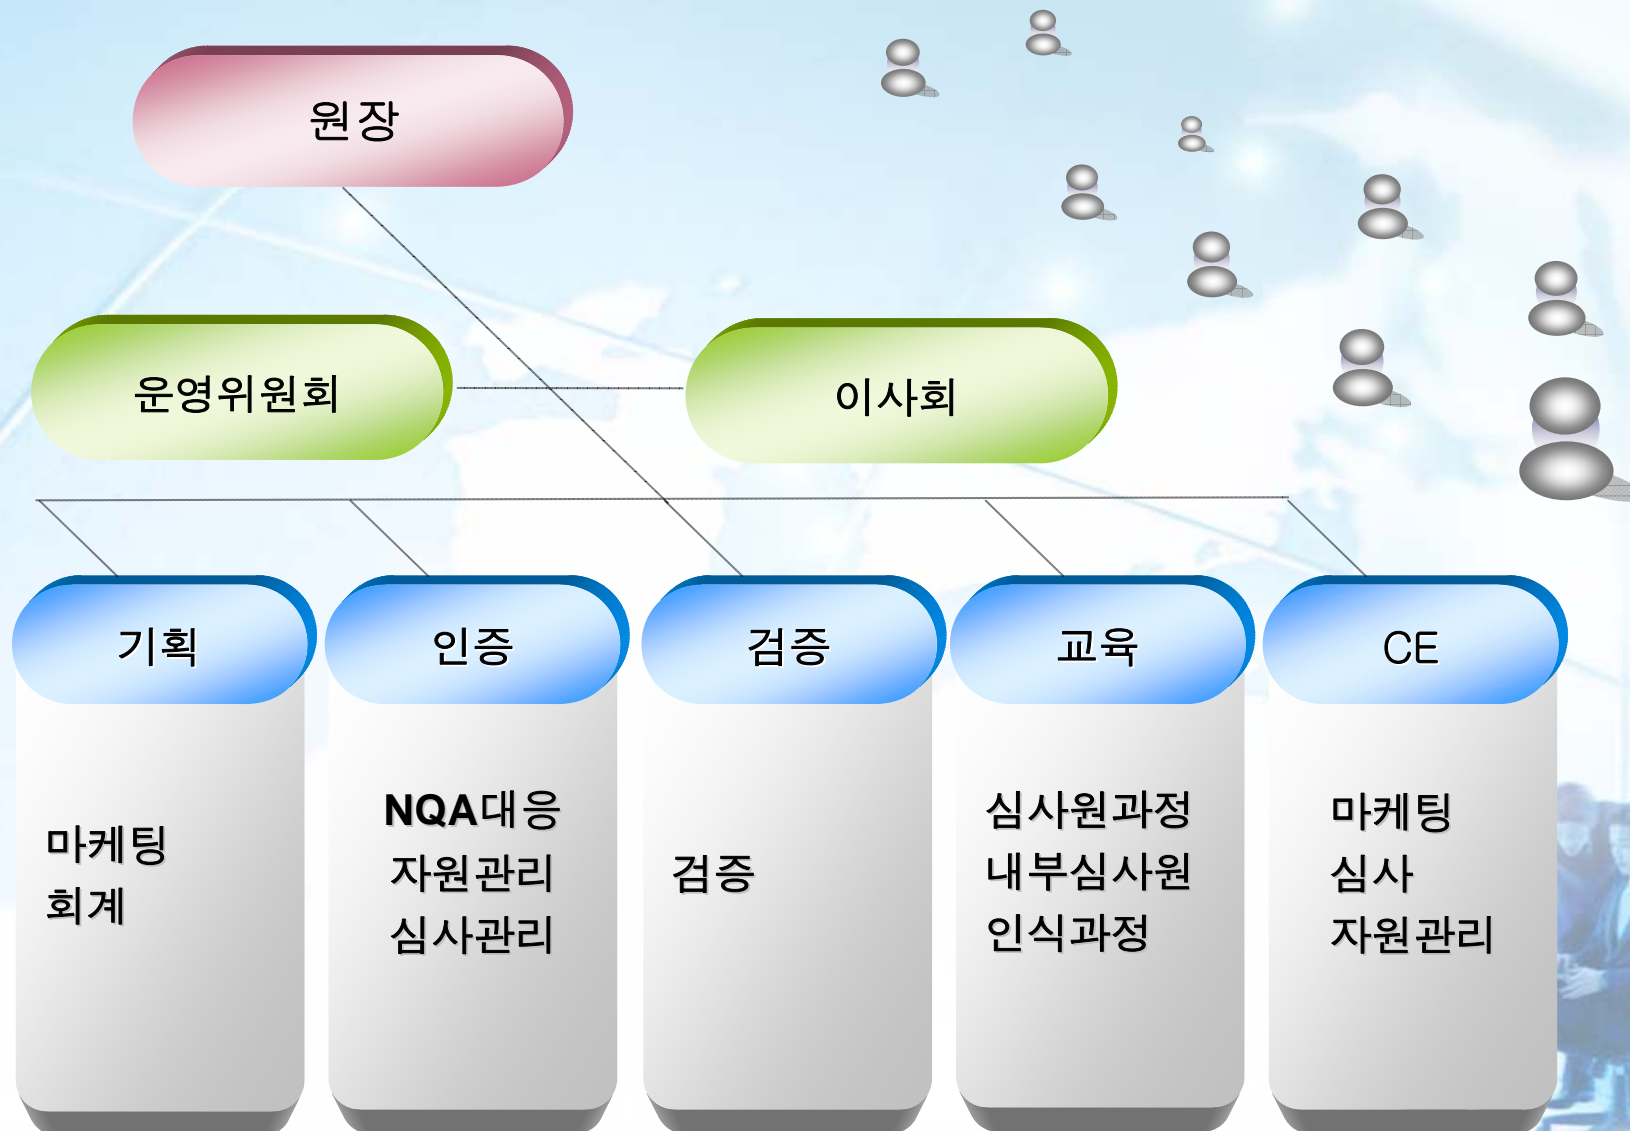 원장
운영위원회
이사회
기획
인증
검증
교육
CE
마케팅
회계
NQA대응
자원관리
심사관리
검증
심사원과정
내부심사원
인식과정
마케팅
심사
자원관리